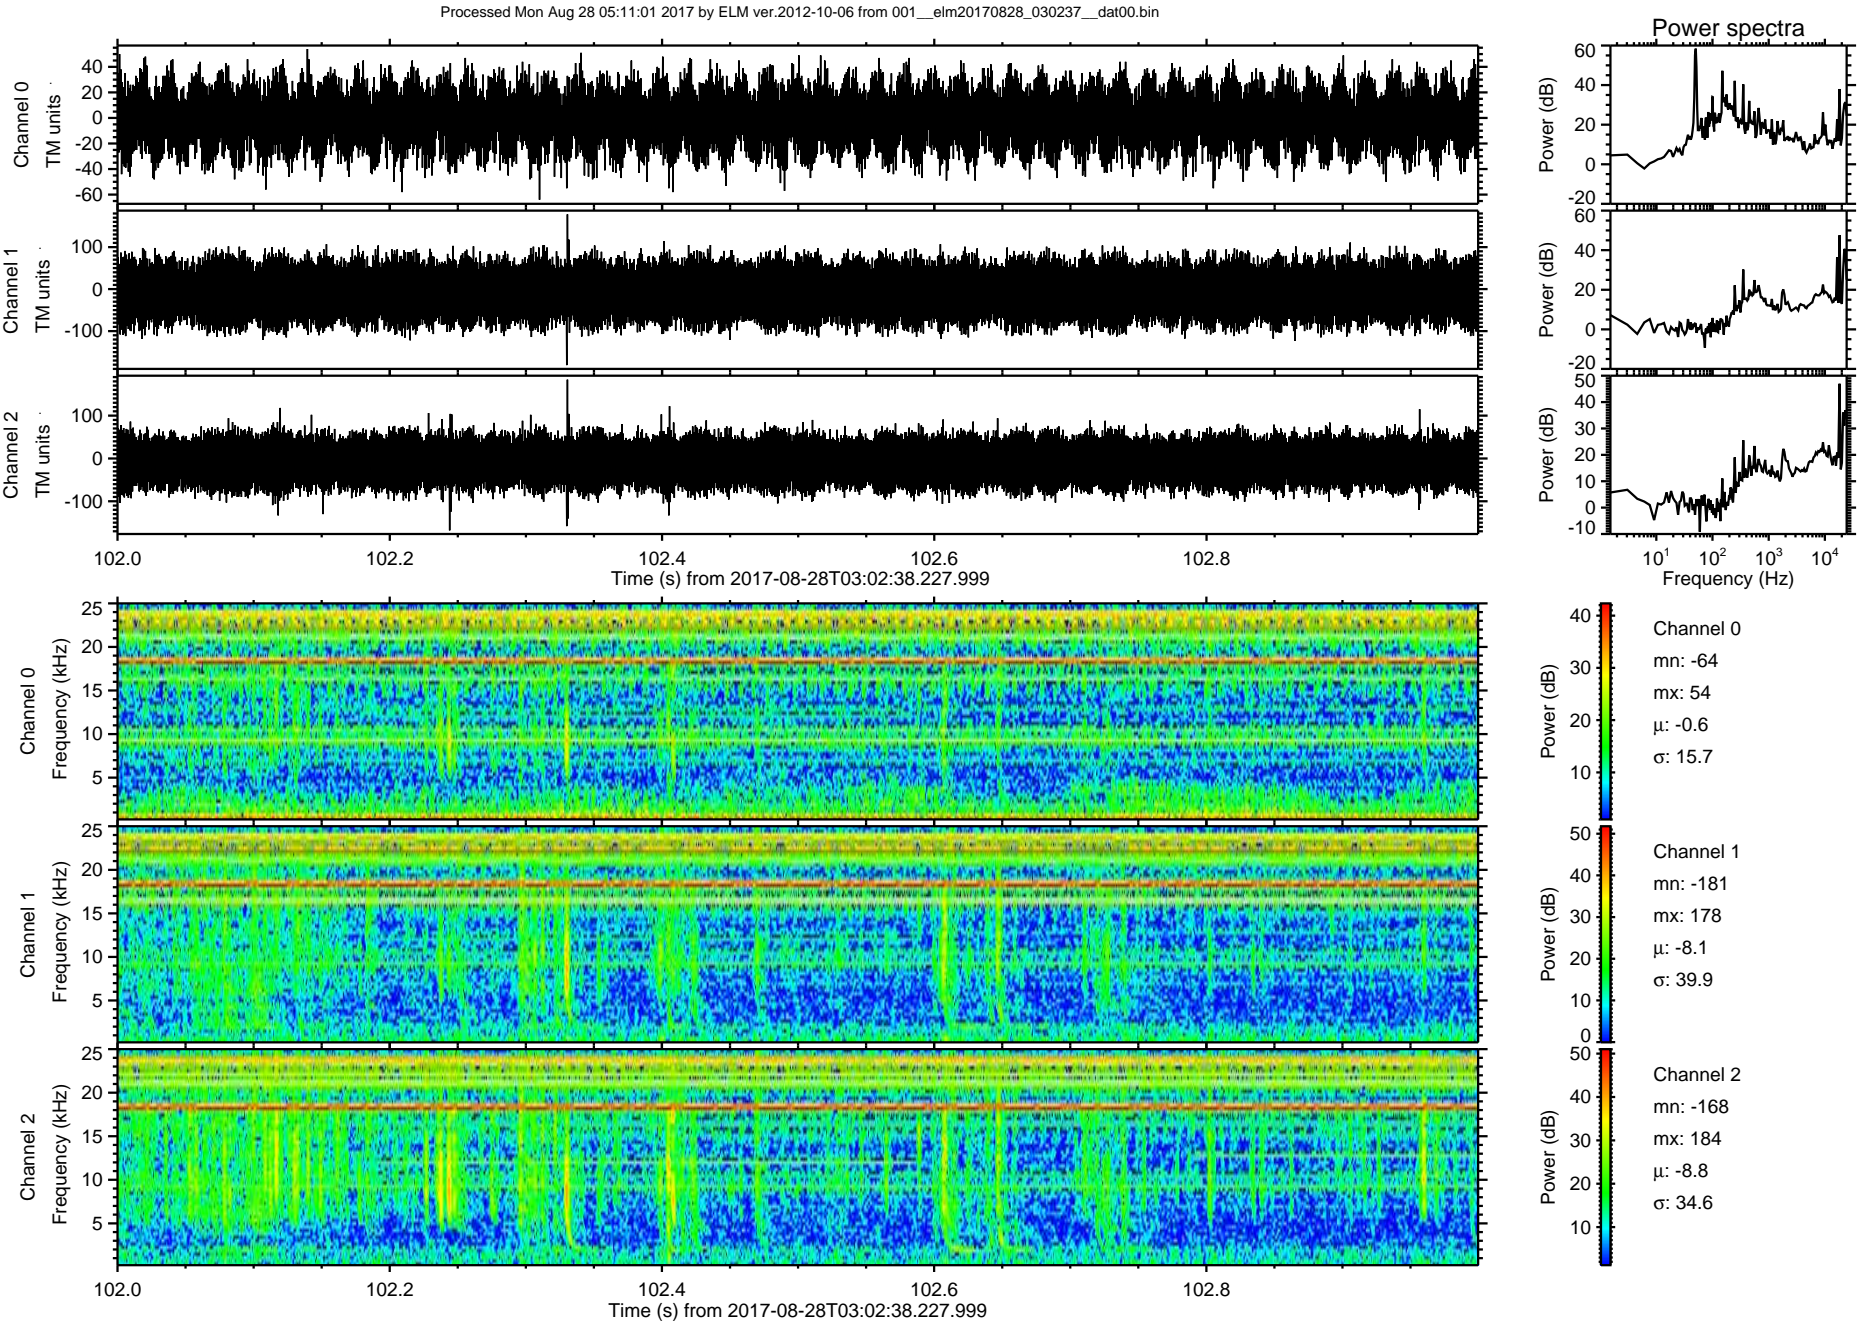 Processed Mon Aug 28 05:11:01 2017 by ELM ver.2012-10-06 from 001__elm20170828_030237__dat00.bin
Power spectra
Channel 0
TM units
40
20
0
-20
-40
-60
Power (dB)
60
40
20
0
-20
Channel 1
TM units
100
0
-100
Power (dB)
60
40
20
0
-20
Channel 2
TM units
100
0
-100
Power (dB)
50
40
30
20
10
0
-10
102.0 102.2 102.4 102.6 102.8
Time (s) from 2017-08-28T03:02:38.227.999
10¹ 10² 10³ 10⁴
Frequency (Hz)
Channel 0
Frequency (kHz)
25
20
15
10
5
Power (dB)
40
30
20
10
Channel 0
mn: -64
mx: 54
μ: -0.6
σ: 15.7
Channel 1
Frequency (kHz)
25
20
15
10
5
Power (dB)
50
40
30
20
10
0
Channel 1
mn: -181
mx: 178
μ: -8.1
σ: 39.9
Channel 2
Frequency (kHz)
25
20
15
10
5
Power (dB)
50
40
30
20
10
Channel 2
mn: -168
mx: 184
μ: -8.8
σ: 34.6
102.0 102.2 102.4 102.6 102.8
Time (s) from 2017-08-28T03:02:38.227.999